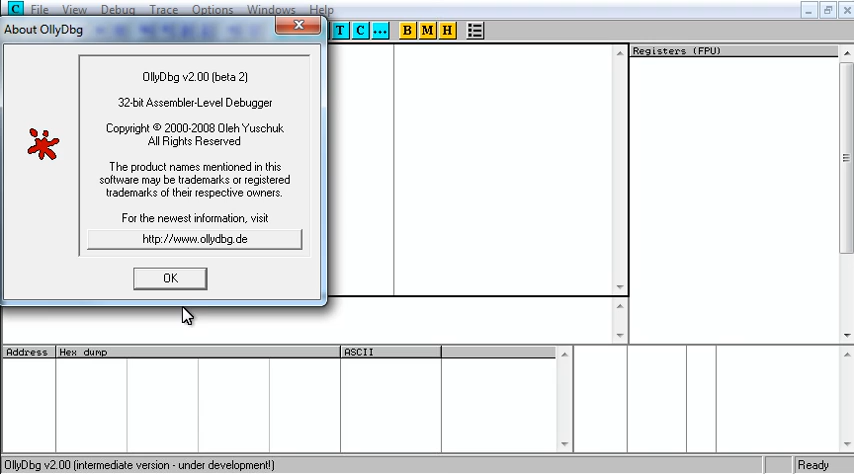 C File View Debug Trace Options Windows Help
About OllyDbg
T C ... B M H
OllyDbg v2.00 (beta 2)
32-bit Assembler-Level Debugger
Copyright © 2000-2008 Oleh Yuschuk
All Rights Reserved
The product names mentioned in this
software may be trademarks or registered
trademarks of their respective owners.
For the newest information, visit
http://www.ollydbg.de
OK
Registers (FPU)
Address Hex dump ASCII
OllyDbg v2.00 (intermediate version - under development!) Ready